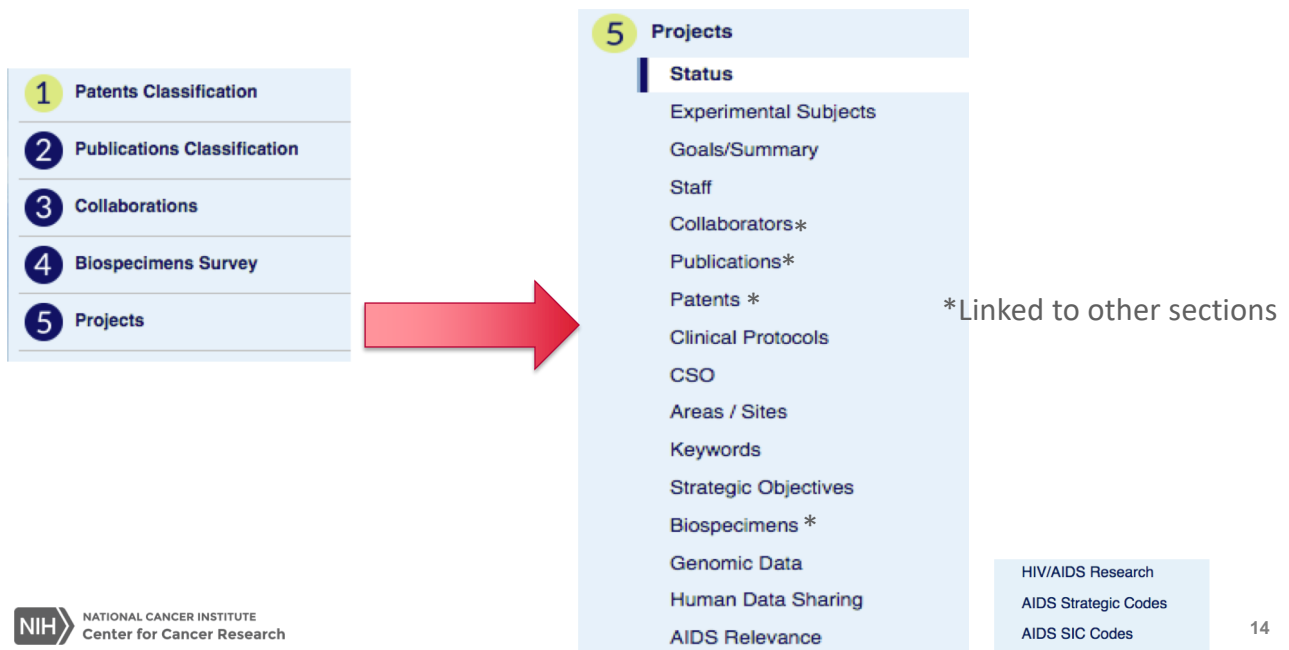 1 Patents Classification
2 Publications Classification
3 Collaborations
4 Biospecimens Survey
5 Projects
5 Projects
Status
Experimental Subjects
Goals/Summary
Staff
Collaborators*
Publications*
Patents *
Clinical Protocols
CSO
Areas / Sites
Keywords
Strategic Objectives
Biospecimens *
Genomic Data
Human Data Sharing
AIDS Relevance
*Linked to other sections
HIV/AIDS Research
AIDS Strategic Codes
AIDS SIC Codes
NIH NATIONAL CANCER INSTITUTE
Center for Cancer Research
14